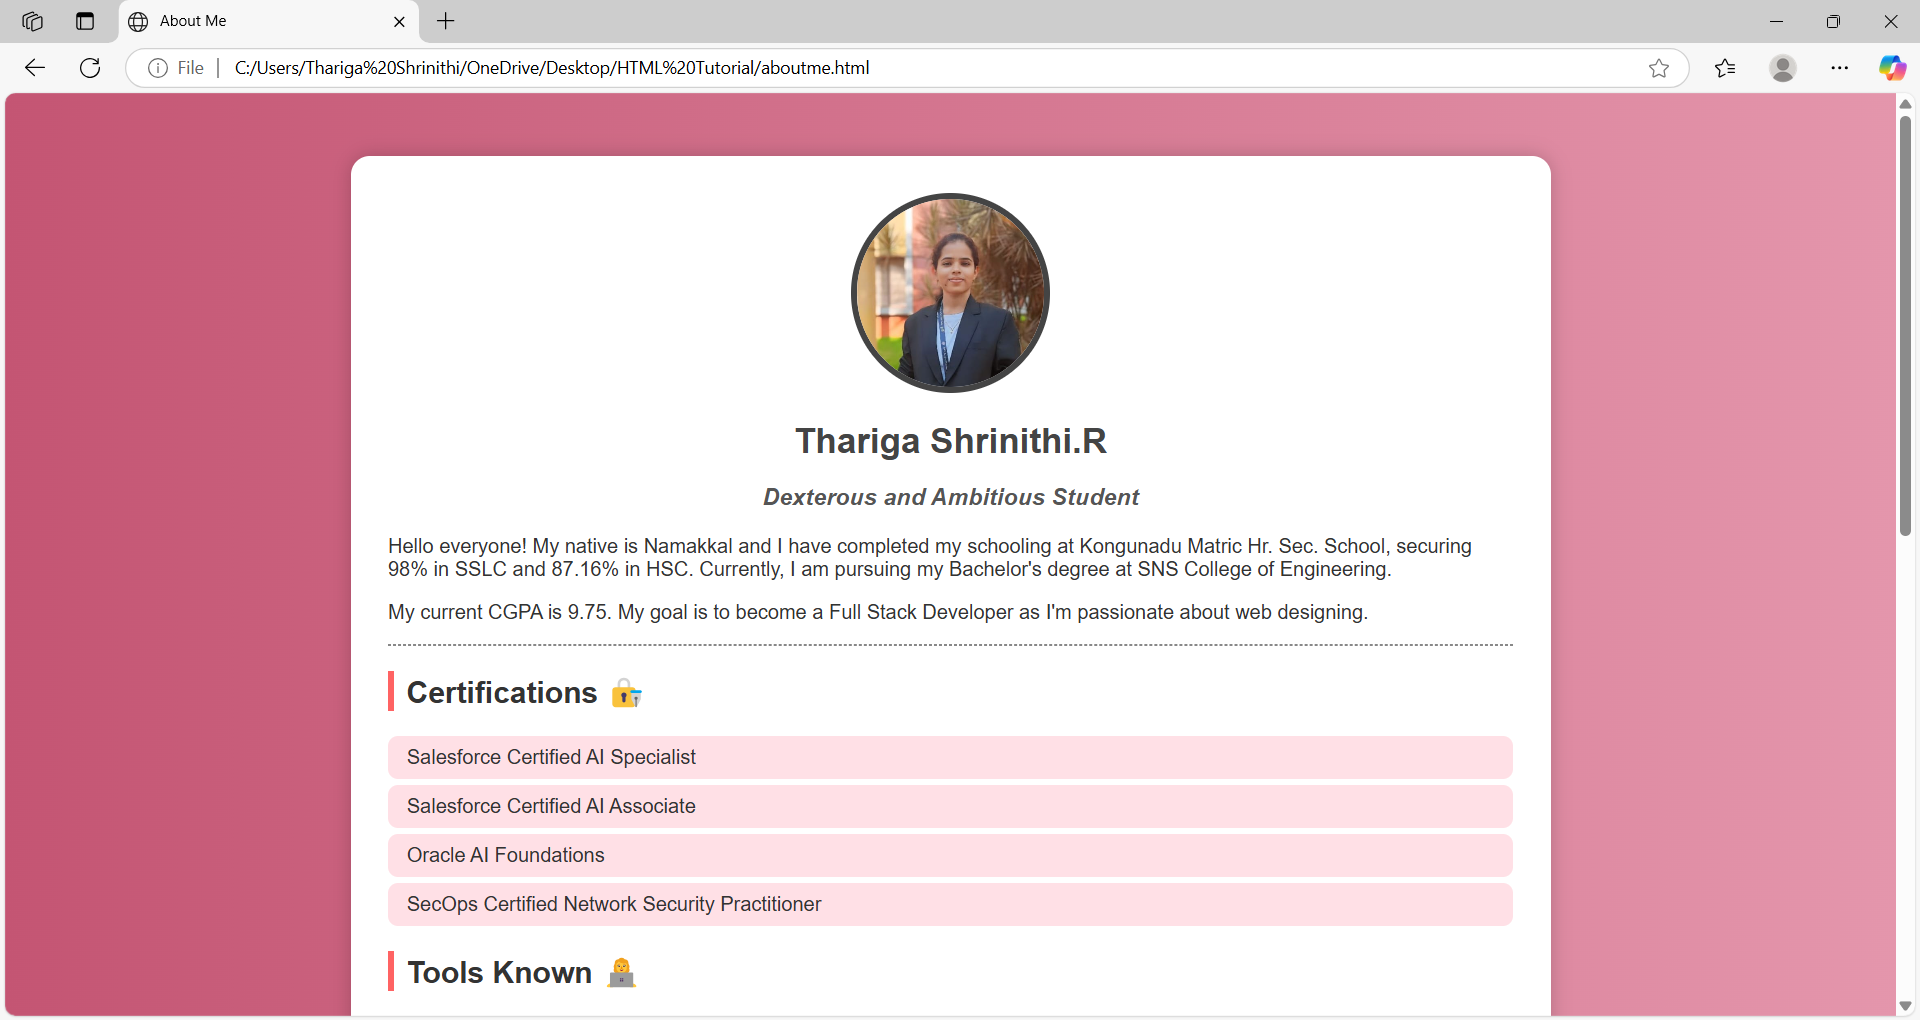 About Me
File
C:/Users/Thariga%20Shrinithi/OneDrive/Desktop/HTML%20Tutorial/aboutme.html
Thariga Shrinithi.R
Dexterous and Ambitious Student
Hello everyone! My native is Namakkal and I have completed my schooling at Kongunadu Matric Hr. Sec. School, securing
98% in SSLC and 87.16% in HSC. Currently, I am pursuing my Bachelor's degree at SNS College of Engineering.
My current CGPA is 9.75. My goal is to become a Full Stack Developer as I'm passionate about web designing.
Certifications 🔐
Salesforce Certified AI Specialist
Salesforce Certified AI Associate
Oracle AI Foundations
SecOps Certified Network Security Practitioner
Tools Known 👩‍💻